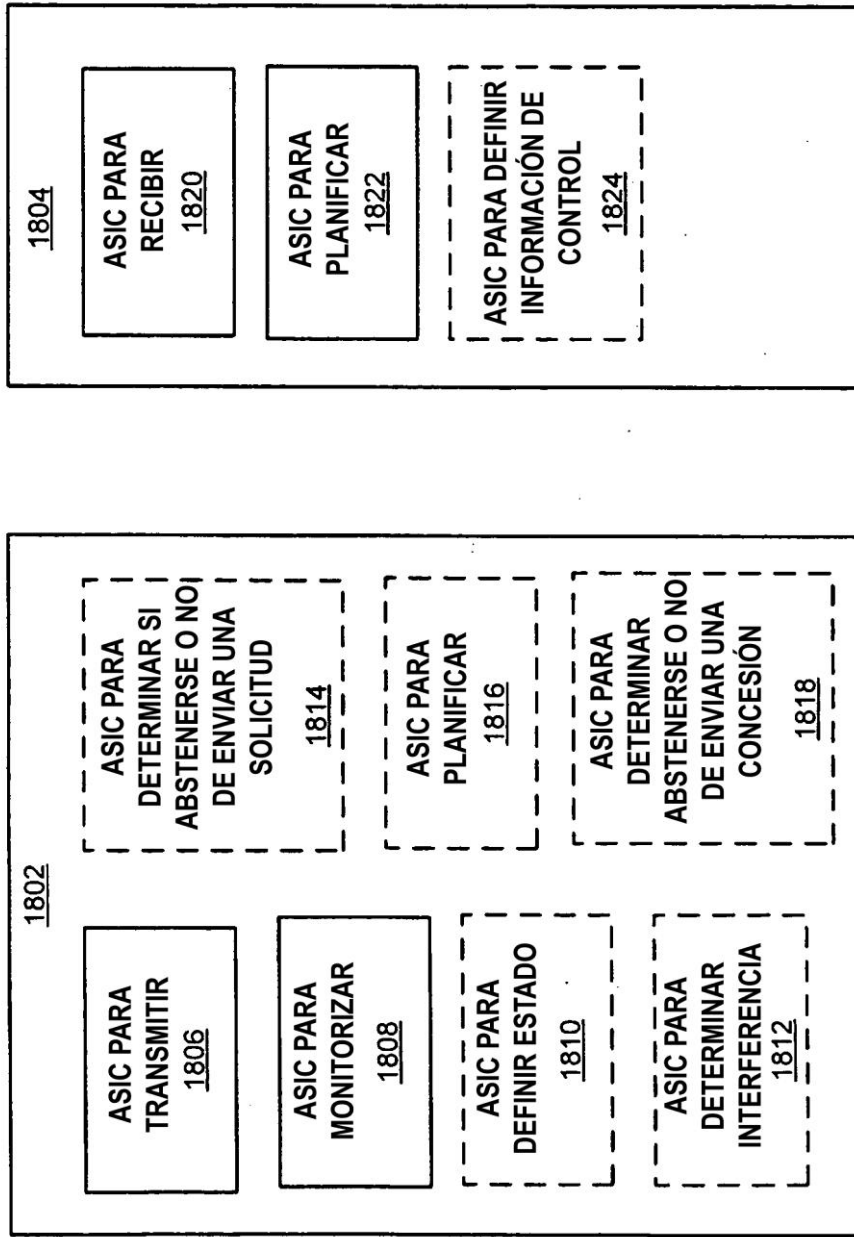 1802
ASIC PARA
TRANSMITIR
1806
ASIC PARA
MONITORIZAR
1808
ASIC PARA
DEFINIR ESTADO
1810
ASIC PARA
DETERMINAR
INTERFERENCIA
1812
ASIC PARA
DETERMINAR SI
ABSTENERSE O NO
DE ENVIAR UNA
SOLICITUD
1814
ASIC PARA
PLANIFICAR
1816
ASIC PARA
DETERMINAR
ABSTENERSE O NO
DE ENVIAR UNA
CONCESIÓN
1818
1804
ASIC PARA
RECIBIR
1820
ASIC PARA
PLANIFICAR
1822
ASIC PARA DEFINIR
INFORMACIÓN DE
CONTROL
1824